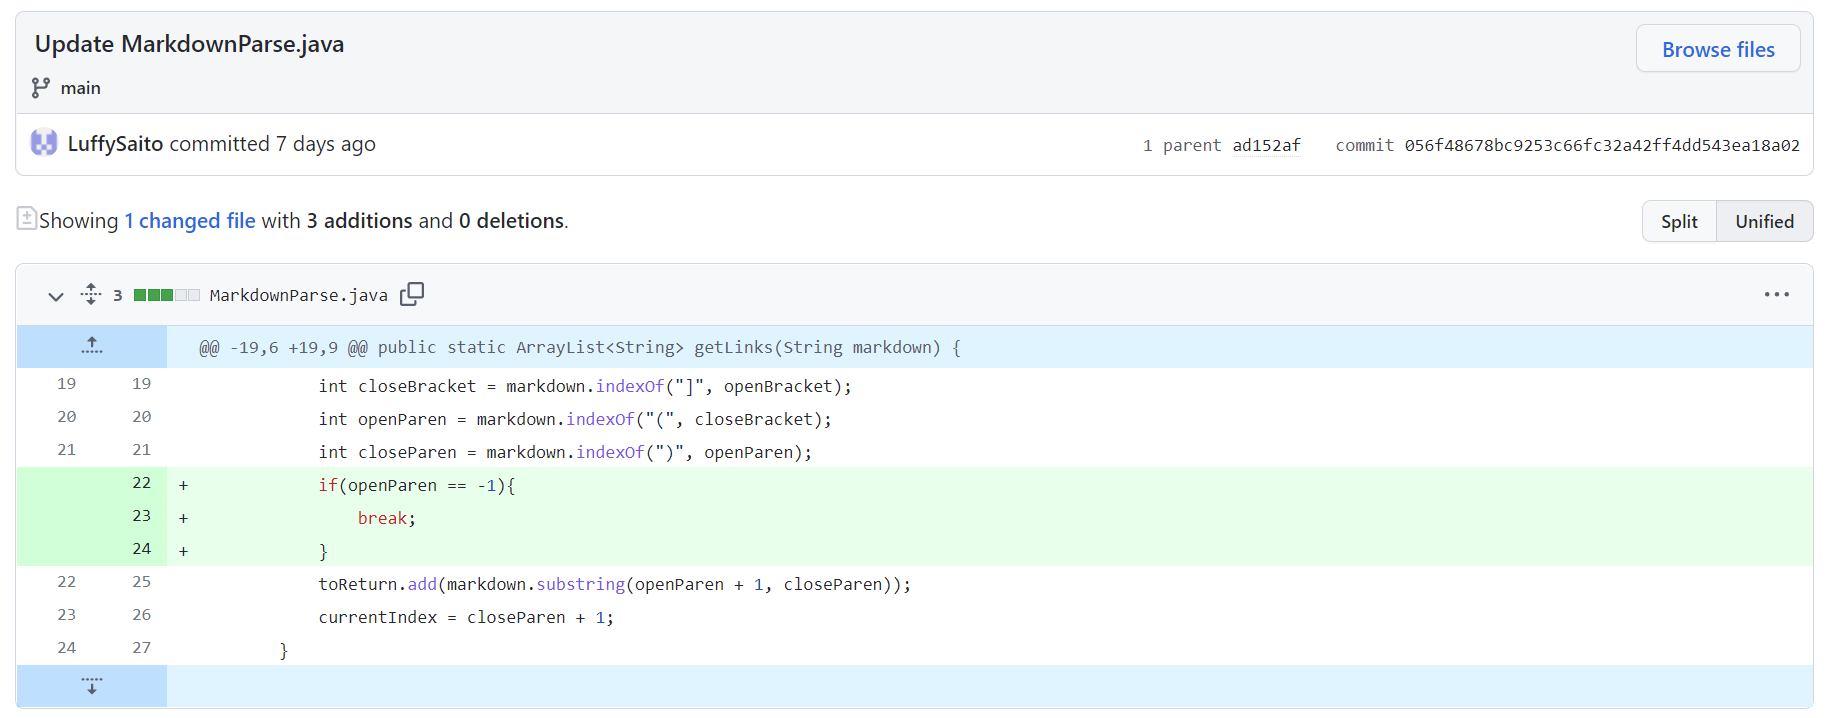 Update MarkdownParse.java
Browse files
main
LuffySaito committed 7 days ago
1 parent ad152af commit 056f48678bc9253c66fc32a42ff4dd543ea18a02
Showing 1 changed file with 3 additions and 0 deletions.
Split Unified
3 MarkdownParse.java
@@ -19,6 +19,9 @@ public static ArrayList<String> getLinks(String markdown) {
19 19 int closeBracket = markdown.indexOf("]", openBracket);
20 20 int openParen = markdown.indexOf("(", closeBracket);
21 21 int closeParen = markdown.indexOf(")", openParen);
22 + if(openParen == -1){
23 + break;
24 + }
22 25 toReturn.add(markdown.substring(openParen + 1, closeParen));
23 26 currentIndex = closeParen + 1;
24 27 }